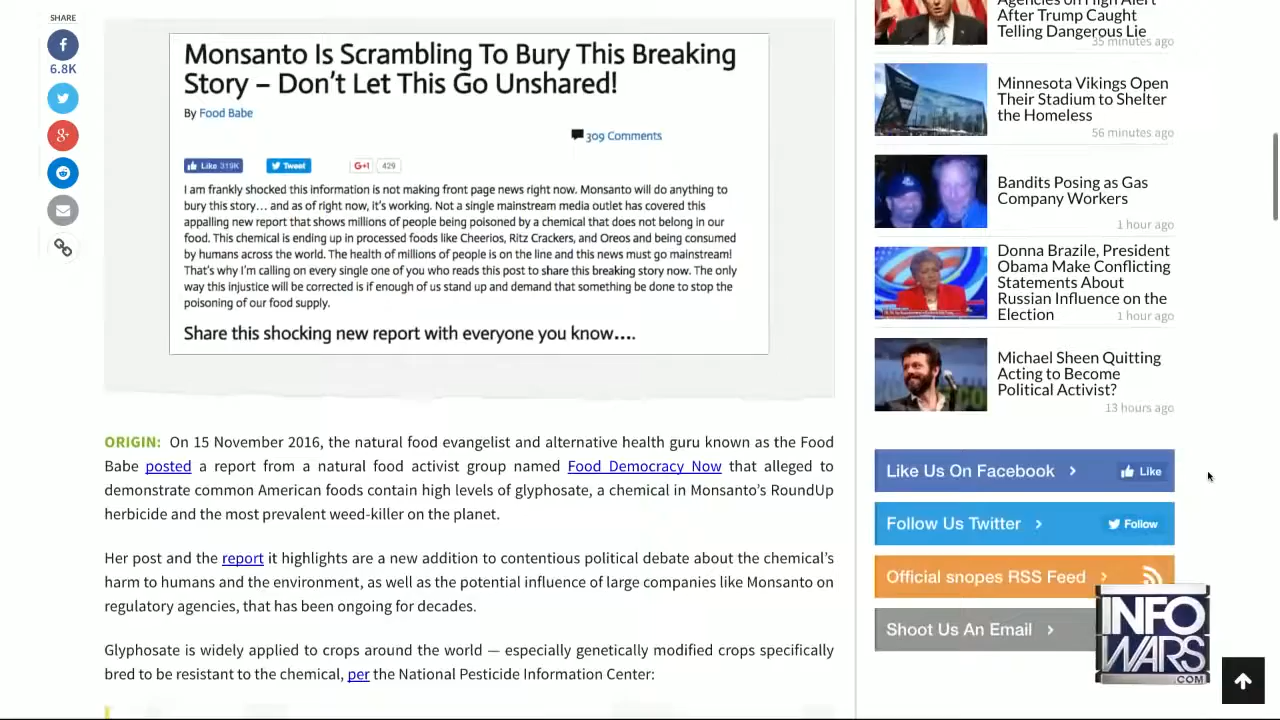 SHARE
6.8K
Monsanto Is Scrambling To Bury This Breaking
Story – Don't Let This Go Unshared!
By Food Babe
309 Comments
Like 319K
Tweet
G+1 429
I am frankly shocked this information is not making front page news right now. Monsanto will do anything to
bury this story… and as of right now, it's working. Not a single mainstream media outlet has covered this
appalling new report that shows millions of people being poisoned by a chemical that does not belong in our
food. This chemical is ending up in processed foods like Cheerios, Ritz Crackers, and Oreos and being consumed
by humans across the world. The health of millions of people is on the line and this news must go mainstream!
That's why I'm calling on every single one of you who reads this post to share this breaking story now. The only
way this injustice will be corrected is if enough of us stand up and demand that something be done to stop the
poisoning of our food supply.
Share this shocking new report with everyone you know….
ORIGIN: On 15 November 2016, the natural food evangelist and alternative health guru known as the Food
Babe posted a report from a natural food activist group named Food Democracy Now that alleged to
demonstrate common American foods contain high levels of glyphosate, a chemical in Monsanto's RoundUp
herbicide and the most prevalent weed-killer on the planet.
Her post and the report it highlights are a new addition to contentious political debate about the chemical's
harm to humans and the environment, as well as the potential influence of large companies like Monsanto on
regulatory agencies, that has been ongoing for decades.
Glyphosate is widely applied to crops around the world — especially genetically modified crops specifically
bred to be resistant to the chemical, per the National Pesticide Information Center:
Agencies on High Alert
After Trump Caught
Telling Dangerous Lie
35 minutes ago
Minnesota Vikings Open
Their Stadium to Shelter
the Homeless
56 minutes ago
Bandits Posing as Gas
Company Workers
1 hour ago
Donna Brazile, President
Obama Make Conflicting
Statements About
Russian Influence on the
Election
1 hour ago
Michael Sheen Quitting
Acting to Become
Political Activist?
13 hours ago
Like Us On Facebook > Like
Follow Us Twitter > Follow
Official snopes RSS Feed >
Shoot Us An Email >
INFO
WARS
.COM